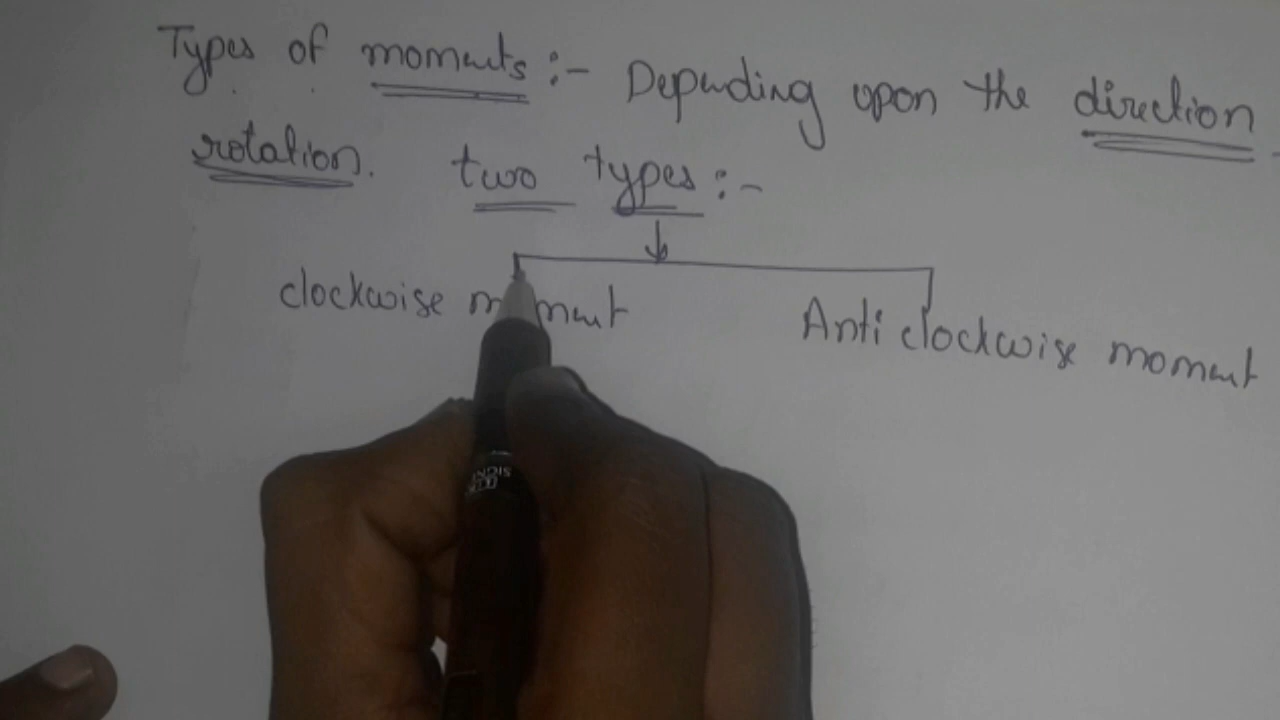 Types of moments :- Depending upon the direction
rotation. two types :-
clockwise moment
Anti clockwise moment